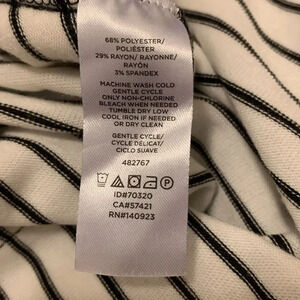 68% POLYESTER/
POLIÉSTER
29% RAYON/ RAYONNE/
RAYÓN
3% SPANDEX
MACHINE WASH COLD
GENTLE CYCLE
ONLY NON-CHLORINE
BLEACH WHEN NEEDED
TUMBLE DRY LOW
COOL IRON IF NEEDED
OR DRY CLEAN
GENTLE CYCLE/
CYCLE DÉLICAT/
CICLO SUAVE
482767
ID#70320
CA#57421
RN#140923